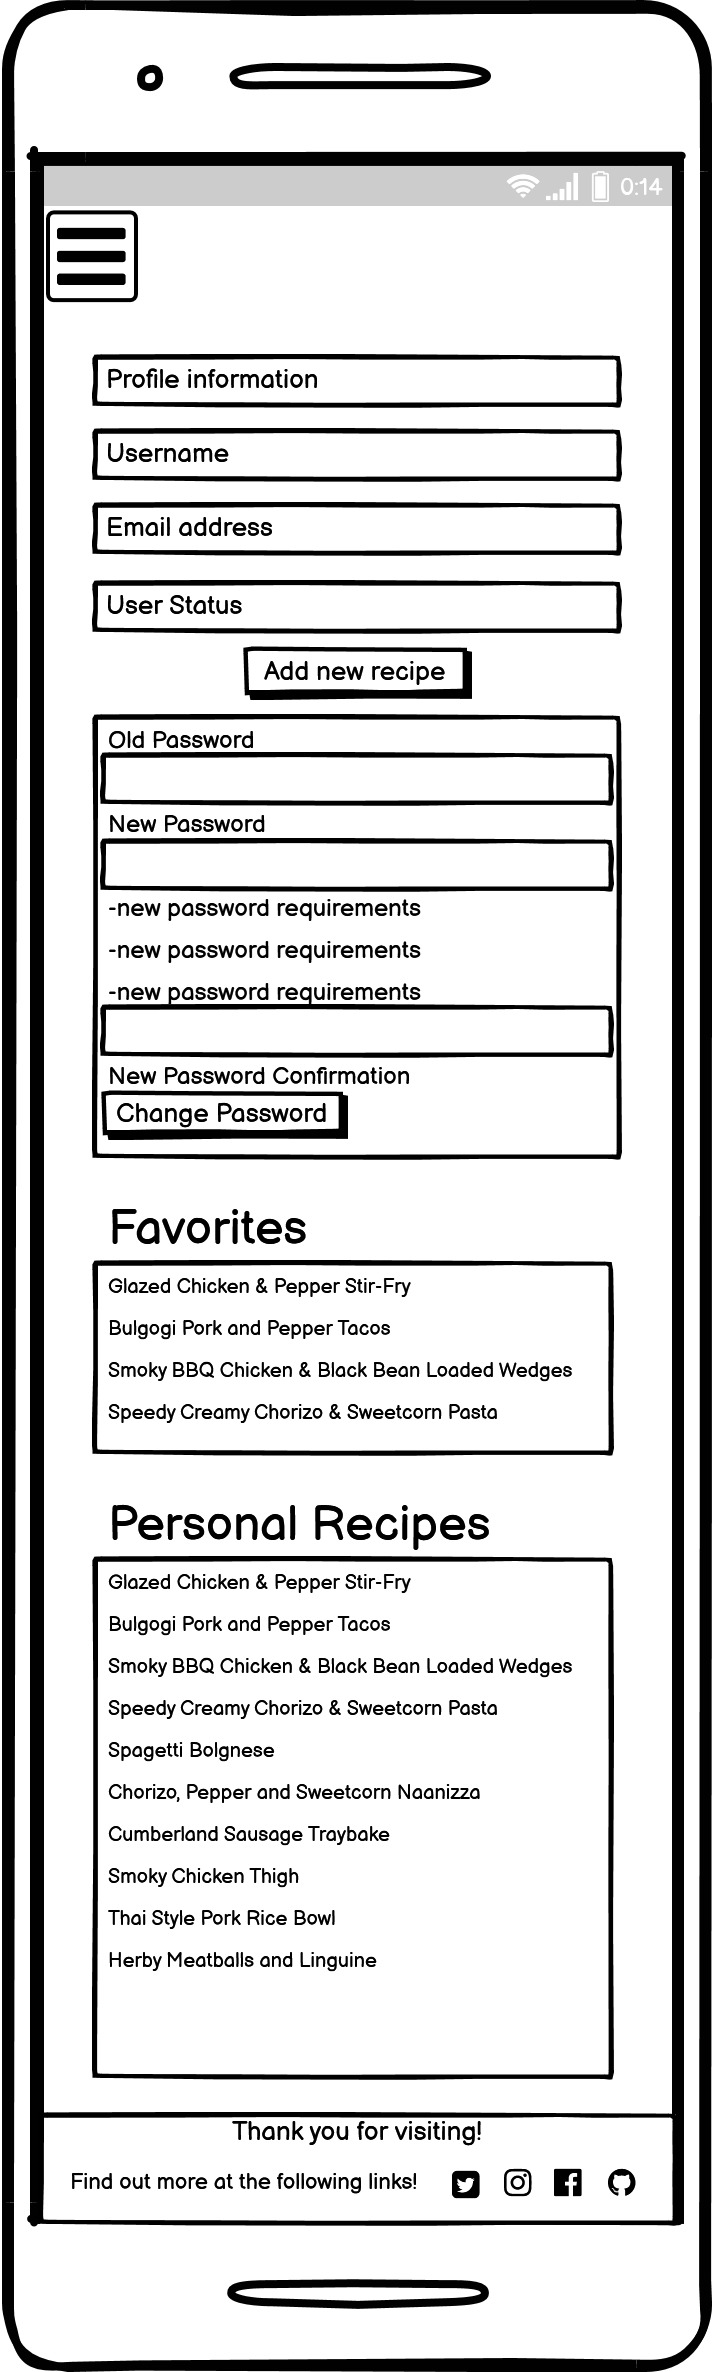 0:14
Profile information
Username
Email address
User Status
Add new recipe
Old Password
New Password
-new password requirements
-new password requirements
-new password requirements
New Password Confirmation
Change Password
Favorites
Glazed Chicken & Pepper Stir-Fry
Bulgogi Pork and Pepper Tacos
Smoky BBQ Chicken & Black Bean Loaded Wedges
Speedy Creamy Chorizo & Sweetcorn Pasta
Personal Recipes
Glazed Chicken & Pepper Stir-Fry
Bulgogi Pork and Pepper Tacos
Smoky BBQ Chicken & Black Bean Loaded Wedges
Speedy Creamy Chorizo & Sweetcorn Pasta
Spagetti Bolgnese
Chorizo, Pepper and Sweetcorn Naanizza
Cumberland Sausage Traybake
Smoky Chicken Thigh
Thai Style Pork Rice Bowl
Herby Meatballs and Linguine
Thank you for visiting!
Find out more at the following links!